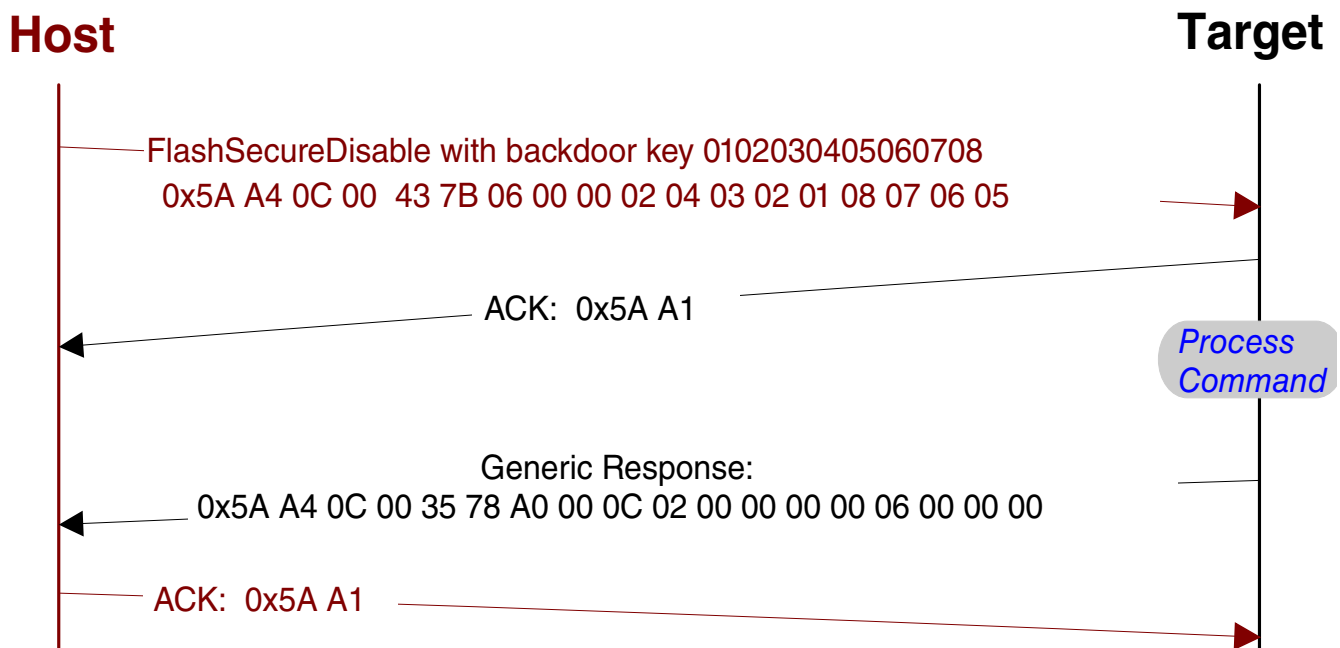 Host
Target
FlashSecureDisable with backdoor key 0102030405060708
0x5A A4 0C 00  43 7B 06 00 00 02 04 03 02 01 08 07 06 05
ACK:  0x5A A1
Process
Command
Generic Response:
0x5A A4 0C 00 35 78 A0 00 0C 02 00 00 00 00 06 00 00 00
ACK:  0x5A A1